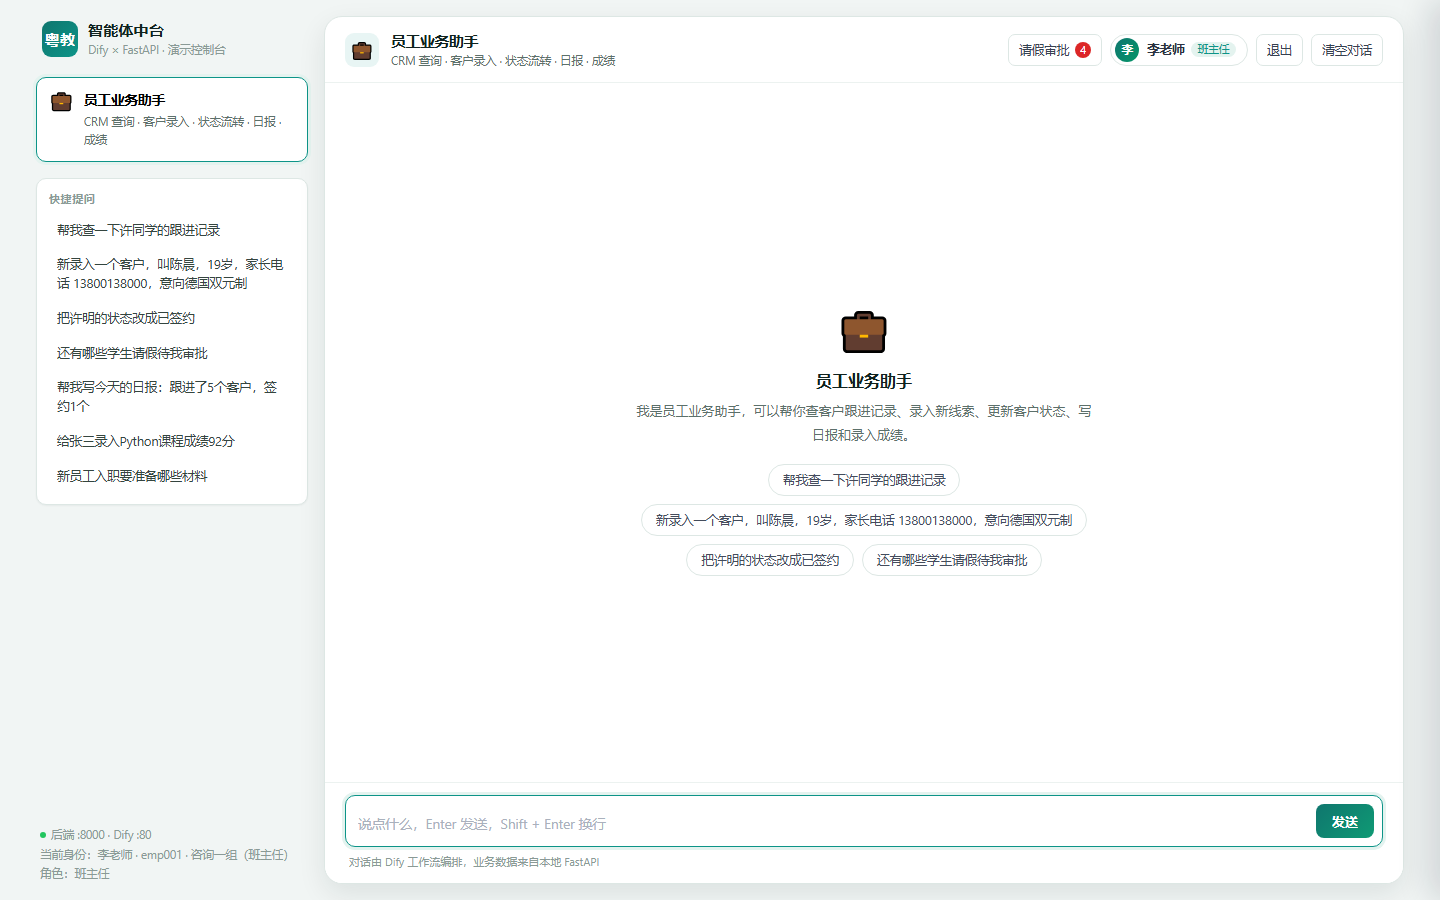 粤教
智能体中台
Dify × FastAPI · 演示控制台
员工业务助手
CRM 查询 · 客户录入 · 状态流转 · 日报 ·
成绩
快捷提问
帮我查一下许同学的跟进记录
新录入一个客户，叫陈晨，19岁，家长电
话 13800138000，意向德国双元制
把许明的状态改成已签约
还有哪些学生请假待我审批
帮我写今天的日报：跟进了5个客户，签
约1个
给张三录入Python课程成绩92分
新员工入职要准备哪些材料
后端 :8000 · Dify :80
当前身份：李老师 · emp001 · 咨询一组（班主任）
角色：班主任
员工业务助手
CRM 查询 · 客户录入 · 状态流转 · 日报 · 成绩
请假审批 4
李 李老师 班主任
退出
清空对话
员工业务助手
我是员工业务助手，可以帮你查客户跟进记录、录入新线索、更新客户状态、写
日报和录入成绩。
帮我查一下许同学的跟进记录
新录入一个客户，叫陈晨，19岁，家长电话 13800138000，意向德国双元制
把许明的状态改成已签约
还有哪些学生请假待我审批
说点什么，Enter 发送，Shift + Enter 换行
发送
对话由 Dify 工作流编排，业务数据来自本地 FastAPI